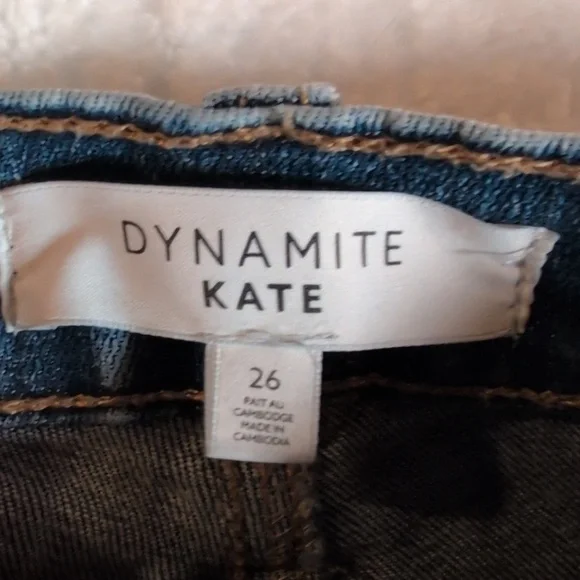 DYNAMITE
KATE
26
FAIT AU
CAMBODGE
MADE IN
CAMBODIA